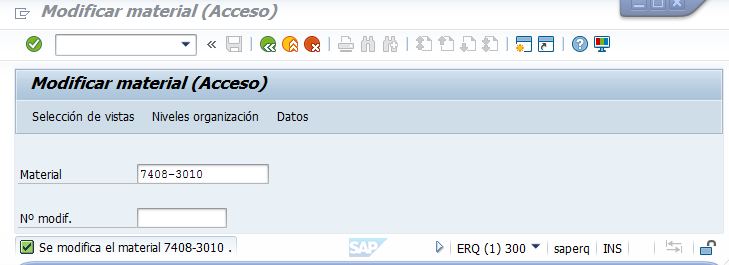 Modificar material (Acceso)
«
Modificar material (Acceso)
Selección de vistas Niveles organización Datos
Material 7408-3010
Nº modif.
Se modifica el material 7408-3010 . SAP ERQ (1) 300 saperq INS